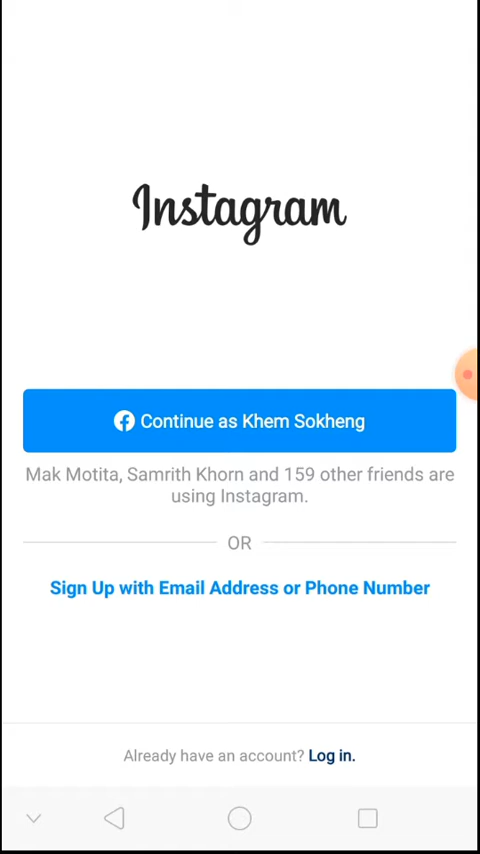 Instagram
Continue as Khem Sokheng
Mak Motita, Samrith Khorn and 159 other friends are
using Instagram.
OR
Sign Up with Email Address or Phone Number
Already have an account? Log in.